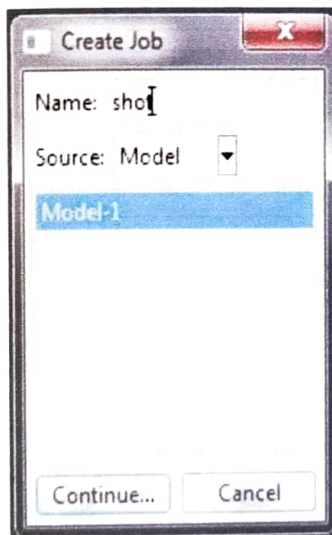 Create Job
Name: shot
Source: Model
Model-1
Continue... Cancel